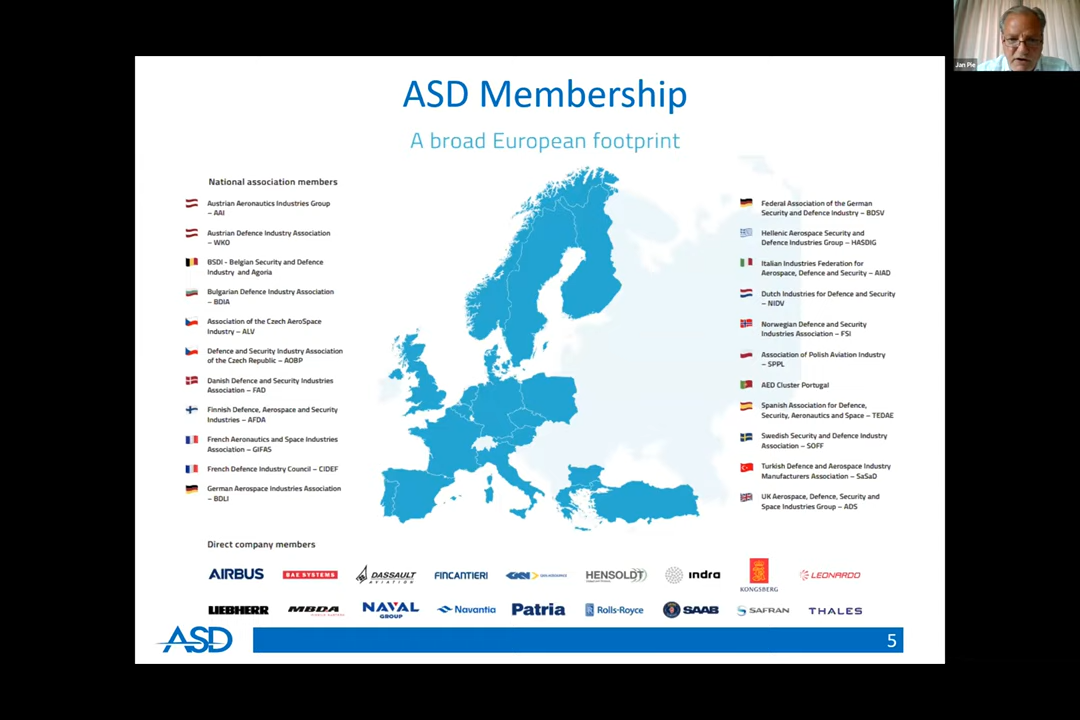 Jan Pie
ASD Membership
A broad European footprint
National association members
Austrian Aeronautics Industries Group
– AAI
Austrian Defence Industry Association
– WKO
BSDI - Belgian Security and Defence
Industry and Agoria
Bulgarian Defence Industry Association
– BDIA
Association of the Czech AeroSpace
Industry – ALV
Defence and Security Industry Association
of the Czech Republic – AOBP
Danish Defence and Security Industries
Association – FAD
Finnish Defence, Aerospace and Security
Industries – AFDA
French Aeronautics and Space Industries
Association – GIFAS
French Defence Industry Council – CIDEF
German Aerospace Industries Association
– BDLI
Federal Association of the German
Security and Defence Industry – BDSV
Hellenic Aerospace Security and
Defence Industries Group – HASDIG
Italian Industries Federation for
Aerospace, Defence and Security – AIAD
Dutch Industries for Defence and Security
– NIDV
Norwegian Defence and Security
Industries Association – FSI
Association of Polish Aviation Industry
– SPPL
AED Cluster Portugal
Spanish Association for Defence,
Security, Aeronautics and Space – TEDAE
Swedish Security and Defence Industry
Association – SOFF
Turkish Defence and Aerospace Industry
Manufacturers Association – SaSaD
UK Aerospace, Defence, Security and
Space Industries Group – ADS
Direct company members
AIRBUS
BAE SYSTEMS
DASSAULT
AVIATION
FINCANTIERI
GKN AEROSPACE
HENSOLDT
indra
KONGSBERG
LEONARDO
LIEBHERR
MBDA
NAVAL
GROUP
Navantia
Patria
Rolls-Royce
SAAB
SAFRAN
THALES
ASD
5